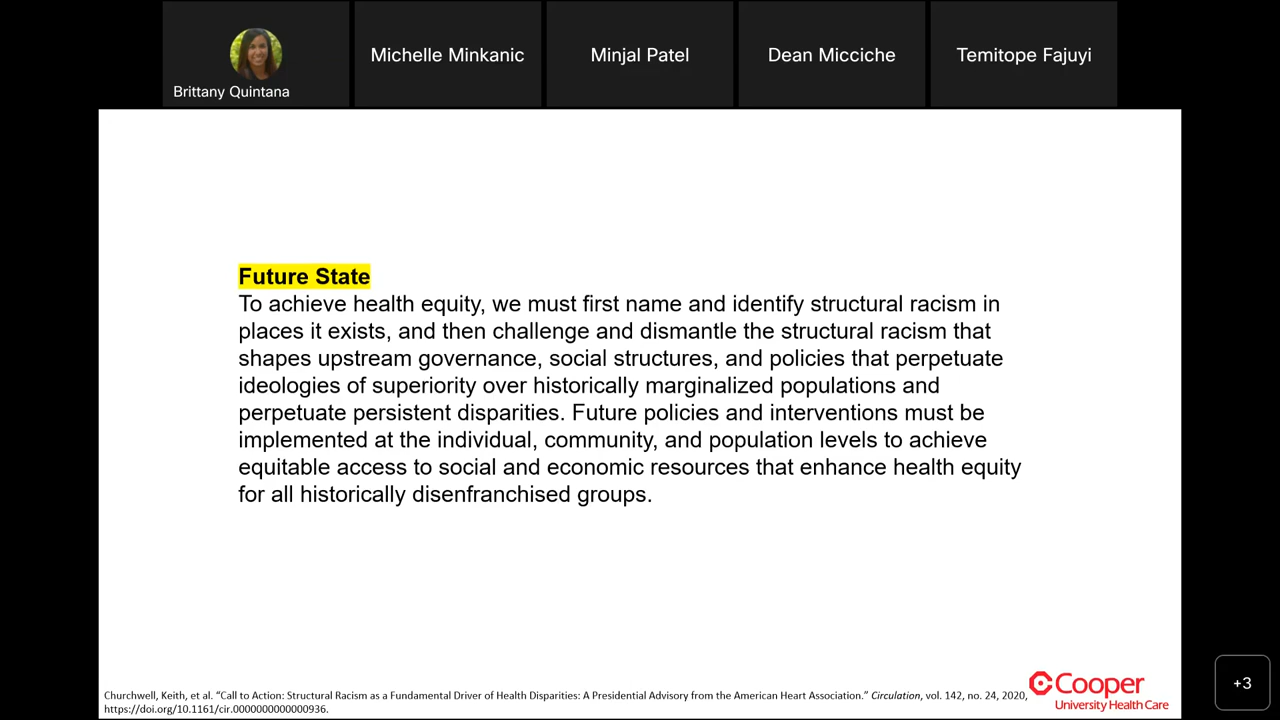 Brittany Quintana
Michelle Minkanic
Minjal Patel
Dean Micciche
Temitope Fajuyi
Future State
To achieve health equity, we must first name and identify structural racism in
places it exists, and then challenge and dismantle the structural racism that
shapes upstream governance, social structures, and policies that perpetuate
ideologies of superiority over historically marginalized populations and
perpetuate persistent disparities. Future policies and interventions must be
implemented at the individual, community, and population levels to achieve
equitable access to social and economic resources that enhance health equity
for all historically disenfranchised groups.
Churchwell, Keith, et al. “Call to Action: Structural Racism as a Fundamental Driver of Health Disparities: A Presidential Advisory from the American Heart Association.” Circulation, vol. 142, no. 24, 2020,
https://doi.org/10.1161/cir.0000000000000936.
Cooper
University Health Care
+3